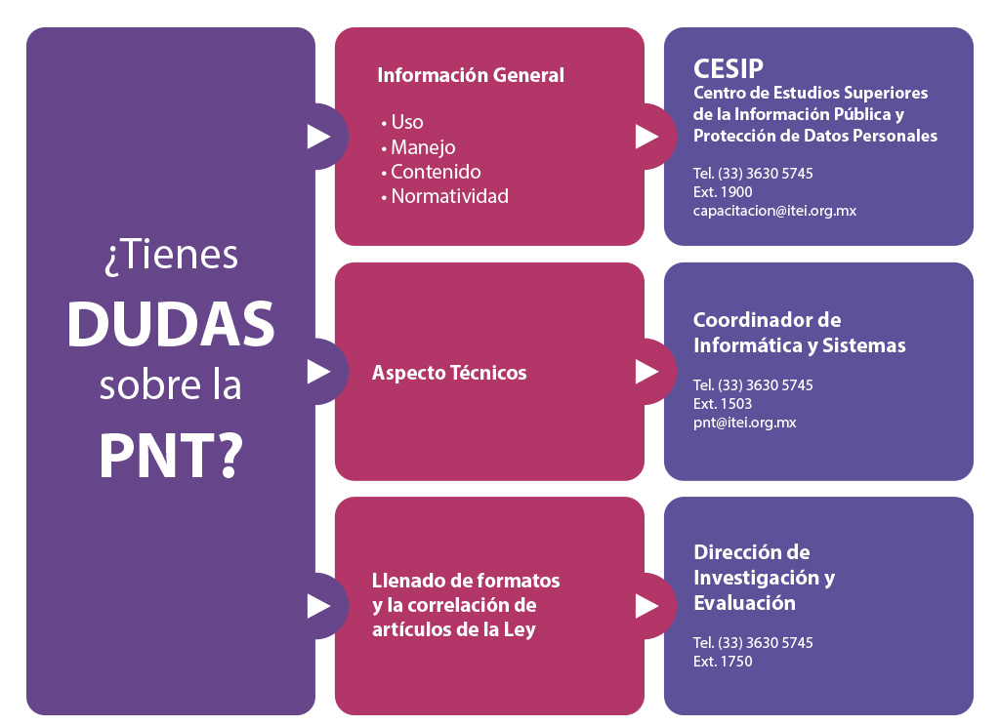 ¿Tienes
DUDAS
sobre la
PNT?
Información General
• Uso
• Manejo
• Contenido
• Normatividad
CESIP
Centro de Estudios Superiores
de la Información Pública y
Protección de Datos Personales
Tel. (33) 3630 5745
Ext. 1900
capacitacion@itei.org.mx
Aspecto Técnicos
Coordinador de
Informática y Sistemas
Tel. (33) 3630 5745
Ext. 1503
pnt@itei.org.mx
Llenado de formatos
y la correlación de
artículos de la Ley
Dirección de
Investigación y
Evaluación
Tel. (33) 3630 5745
Ext. 1750